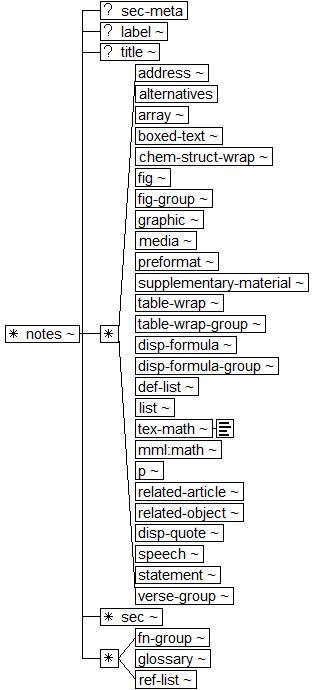 ? sec-meta
? label ~
? title ~
address ~
alternatives
array ~
boxed-text ~
chem-struct-wrap ~
fig ~
fig-group ~
graphic ~
media ~
preformat ~
supplementary-material ~
table-wrap ~
* notes ~
*
table-wrap-group ~
disp-formula ~
disp-formula-group ~
def-list ~
list ~
tex-math ~
mml:math ~
p ~
related-article ~
related-object ~
disp-quote ~
speech ~
statement ~
verse-group ~
* sec ~
fn-group ~
* glossary ~
ref-list ~